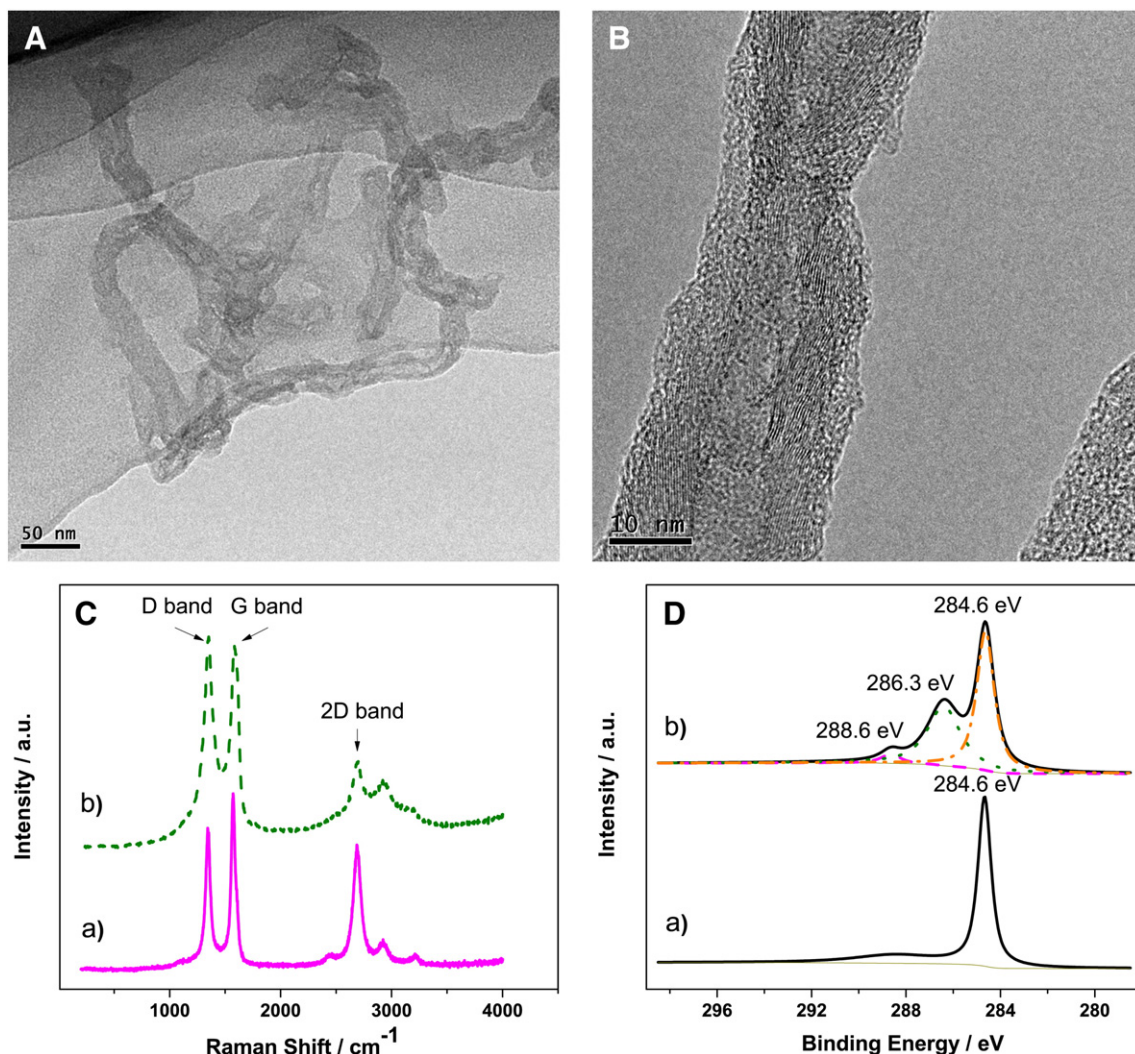 A
50 nm
B
10 nm
C
D band
G band
2D band
b)
a)
Intensity / a.u.
1000
2000
3000
4000
Raman Shift / cm-1
D
284.6 eV
286.3 eV
288.6 eV
b)
284.6 eV
a)
Intensity / a.u.
296
292
288
284
280
Binding Energy / eV